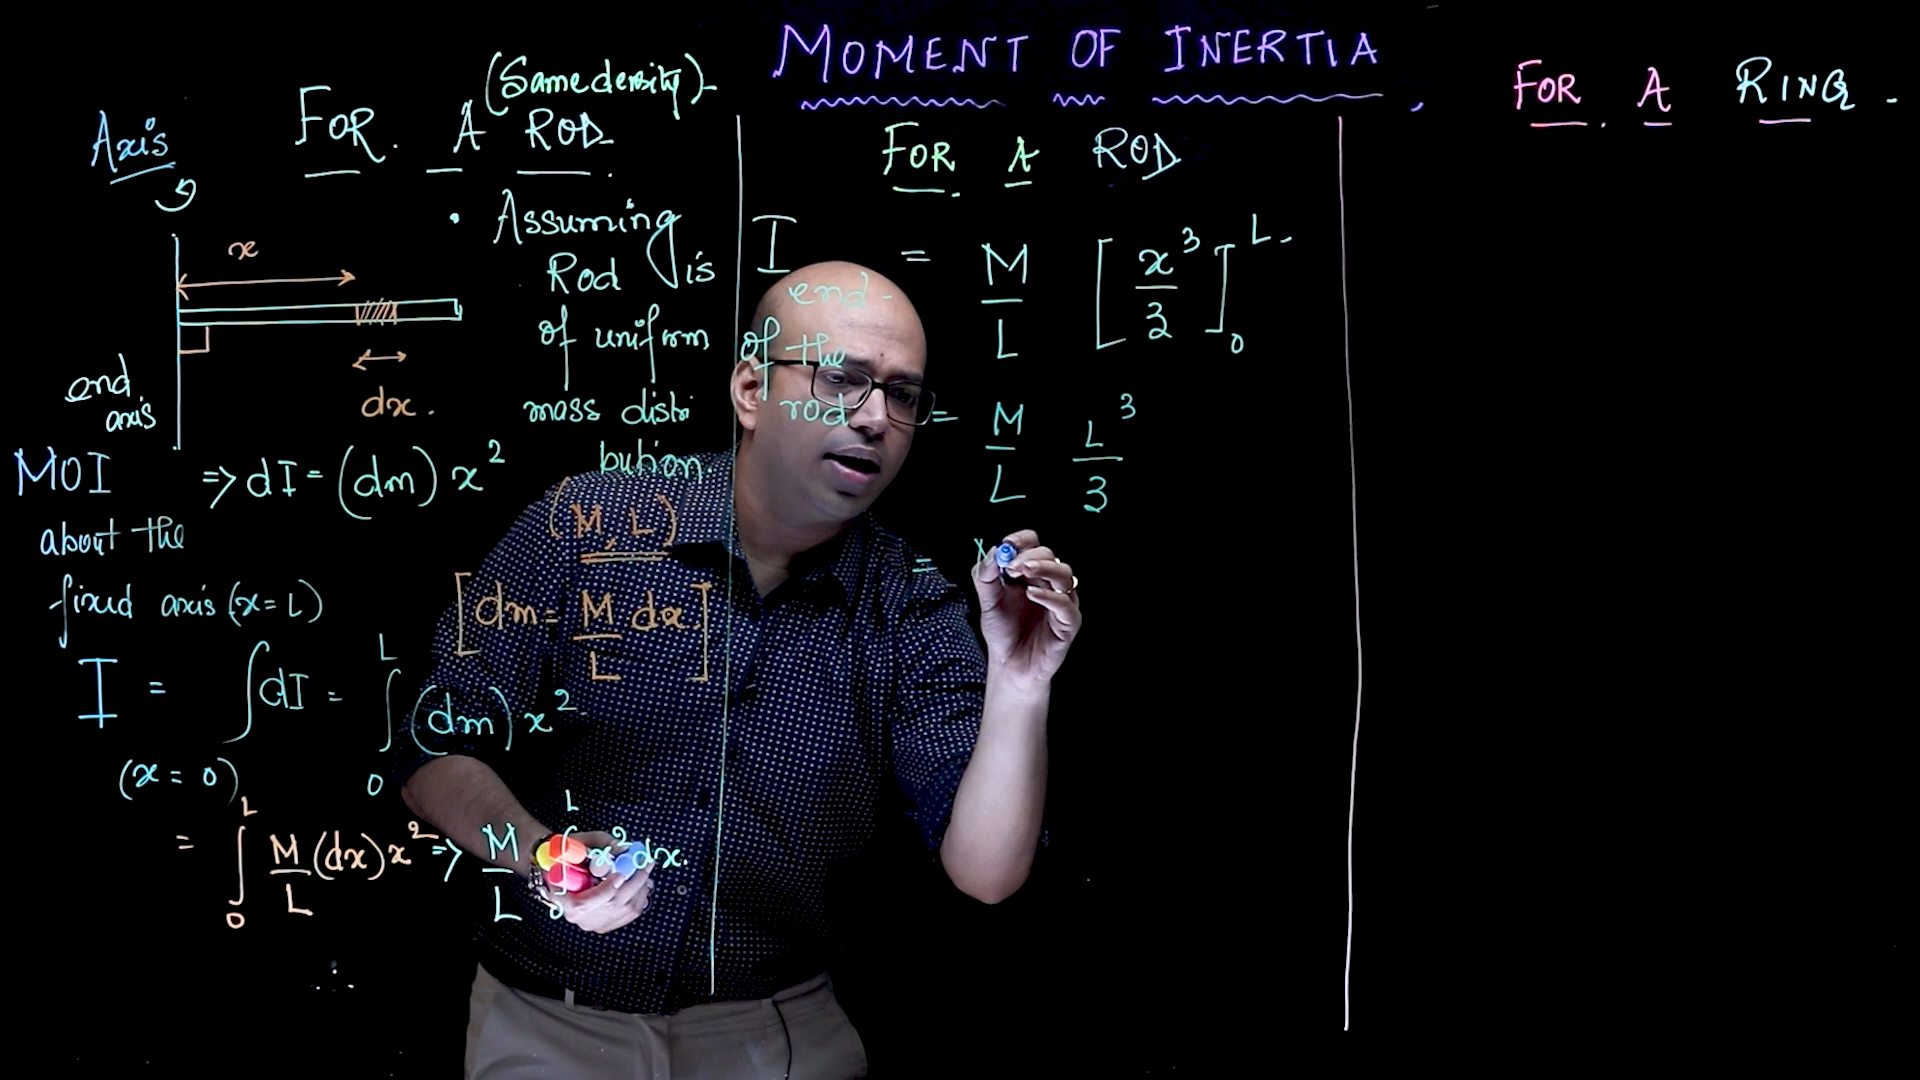 MOMENT OF INERTIA,
Axis
FOR A ROD
(Same density)
x
end axis
dx.
• Assuming
Rod is
of uniform
mass distri
bution.
(M, L)
[dm = M/L dx]
MOI ⇒ dI = (dm) x²
about the
fixed axis (x = L)
I = ∫dI = ∫₀ᴸ (dm) x²
(x = 0)
= ∫₀ᴸ M/L (dx) x² ⇒ M/L ∫₀ᴸ x² dx.
∴
FOR A ROD
I = M/L [x³/3]₀ᴸ
end
of the
rod
= M/L L³/3
=
FOR A RING.